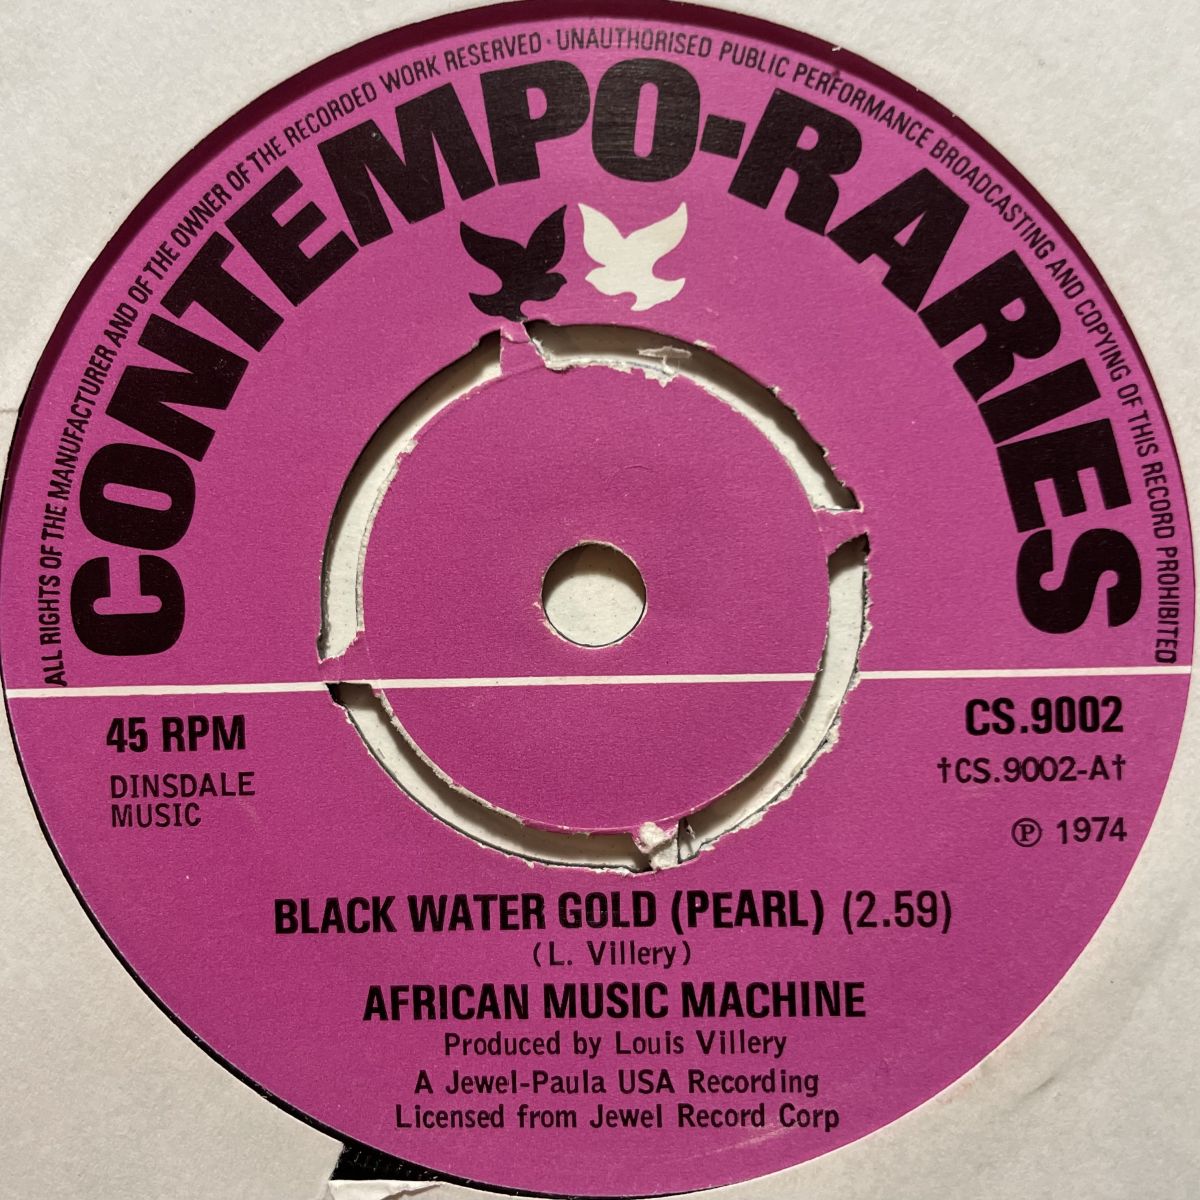 ALL RIGHTS OF THE MANUFACTURER AND OF THE OWNER OF THE RECORDED WORK RESERVED · UNAUTHORISED PUBLIC PERFORMANCE BROADCASTING AND COPYING OF THIS RECORD PROHIBITED
CONTEMPO-RARIES
45 RPM
DINSDALE
MUSIC
CS.9002
†CS.9002-A†
℗ 1974
BLACK WATER GOLD (PEARL) (2.59)
(L. Villery)
AFRICAN MUSIC MACHINE
Produced by Louis Villery
A Jewel-Paula USA Recording
Licensed from Jewel Record Corp